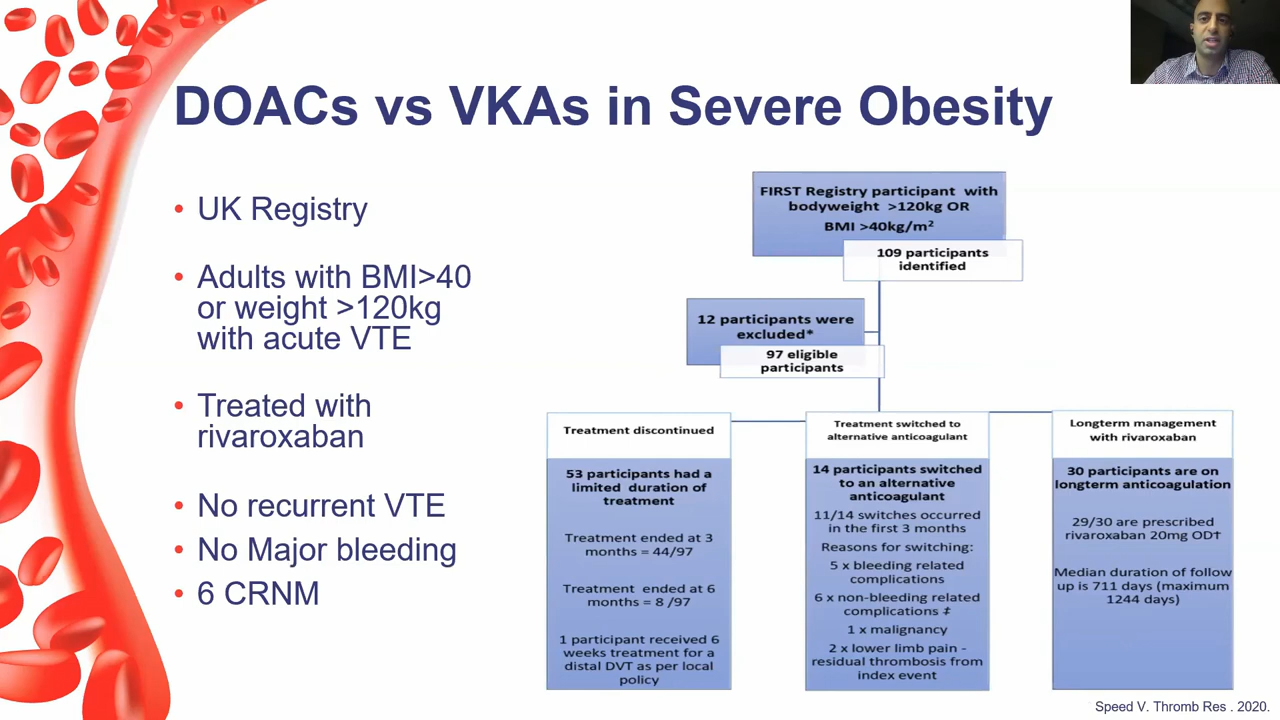 DOACs vs VKAs in Severe Obesity
• UK Registry
• Adults with BMI>40
or weight >120kg
with acute VTE
• Treated with
rivaroxaban
• No recurrent VTE
• No Major bleeding
• 6 CRNM
FIRST Registry participant with
bodyweight >120kg OR
BMI >40kg/m²
109 participants
identified
12 participants were
excluded*
97 eligible
participants
Treatment discontinued
53 participants had a
limited duration of
treatment
Treatment ended at 3
months = 44/97
Treatment ended at 6
months = 8 /97
1 participant received 6
weeks treatment for a
distal DVT as per local
policy
Treatment switched to
alternative anticoagulant
14 participants switched
to an alternative
anticoagulant
11/14 switches occurred
in the first 3 months
Reasons for switching:
5 x bleeding related
complications
6 x non-bleeding related
complications ‡
1 x malignancy
2 x lower limb pain -
residual thrombosis from
index event
Longterm management
with rivaroxaban
30 participants are on
longterm anticoagulation
29/30 are prescribed
rivaroxaban 20mg OD†
Median duration of follow
up is 711 days (maximum
1244 days)
Speed V. Thromb Res . 2020.